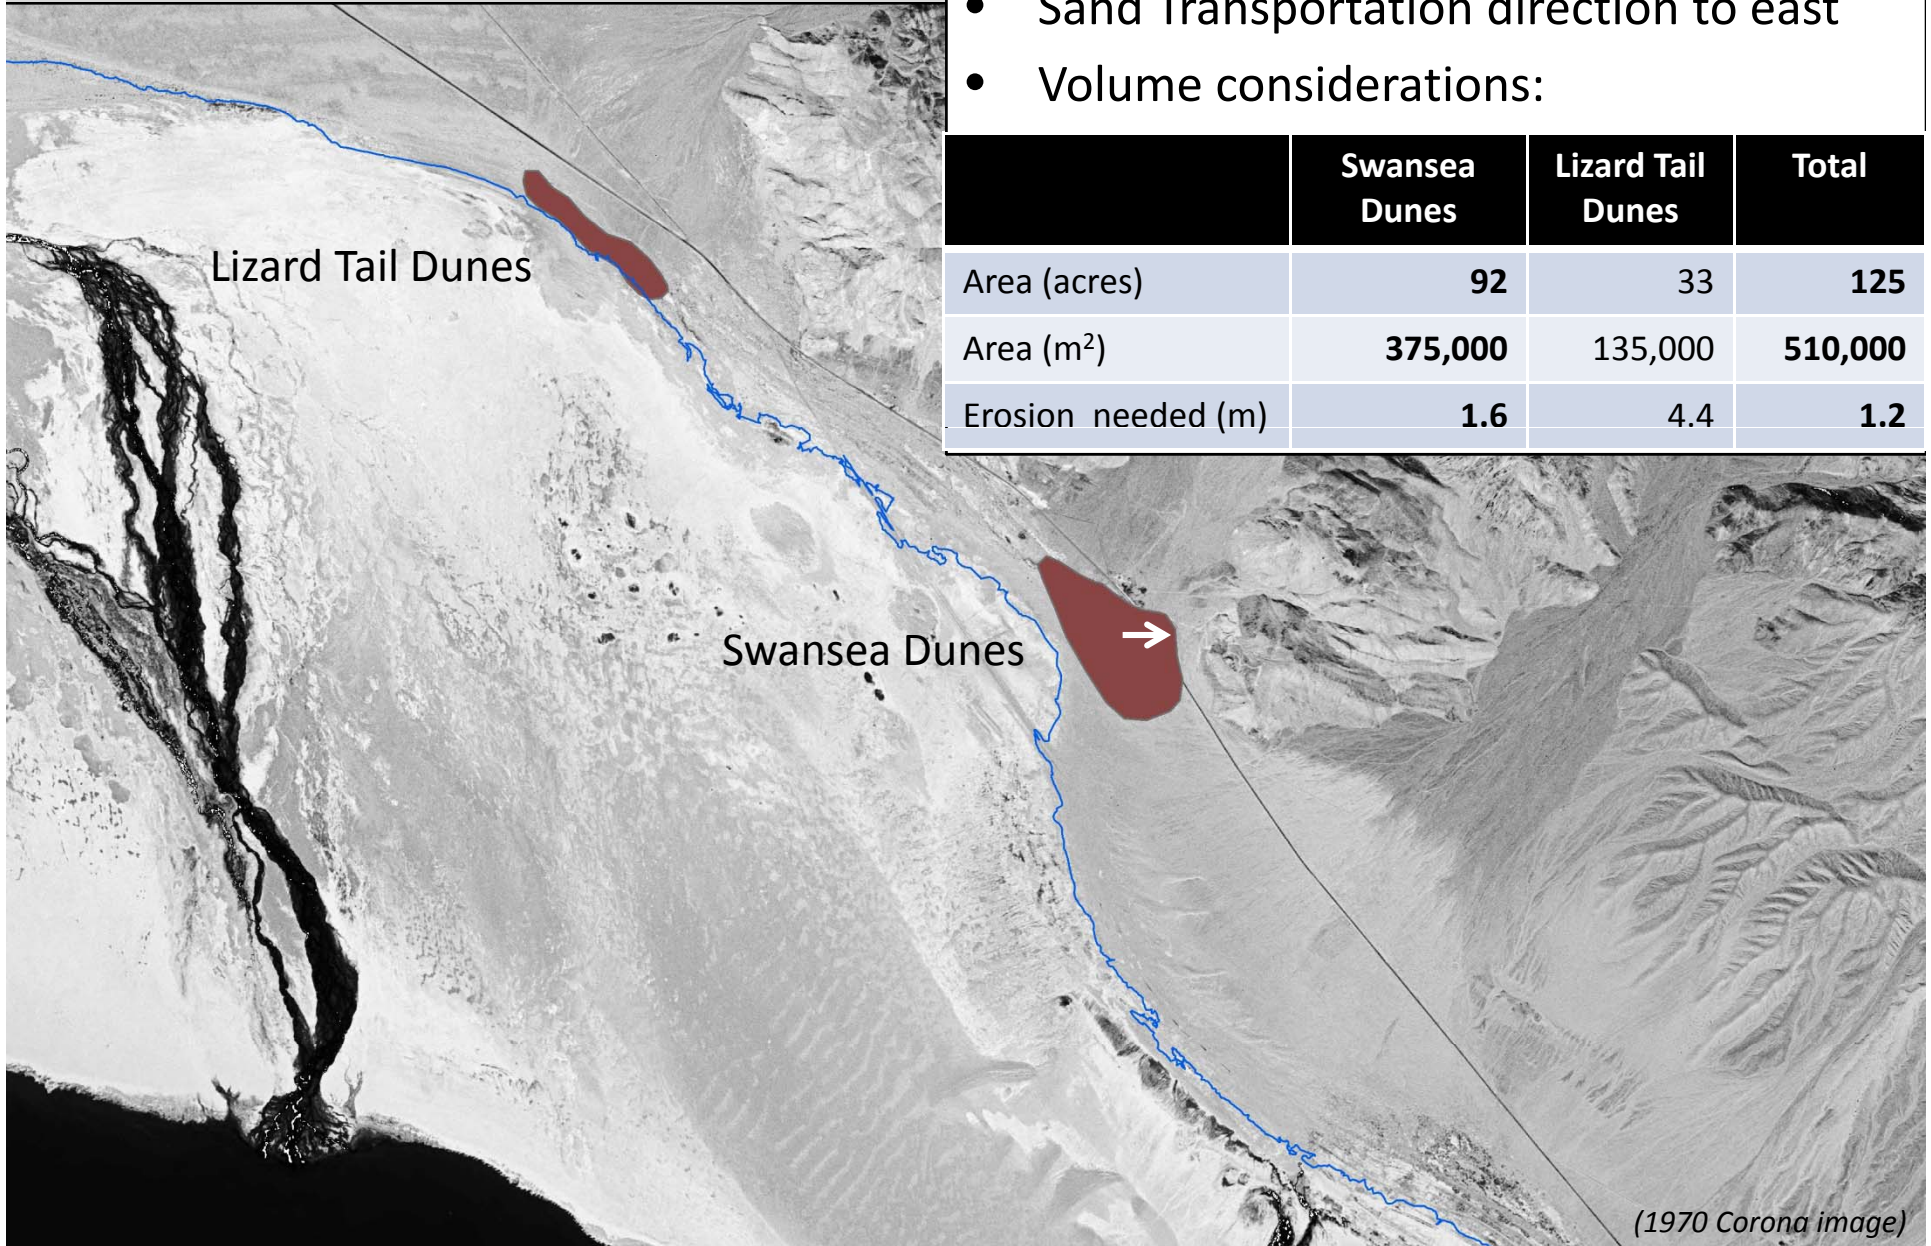 • Sand Transportation direction to east
• Volume considerations:
Swansea Dunes Lizard Tail Dunes Total
Area (acres) 92 33 125
Area (m²) 375,000 135,000 510,000
Erosion needed (m) 1.6 4.4 1.2
Lizard Tail Dunes
Swansea Dunes
(1970 Corona image)